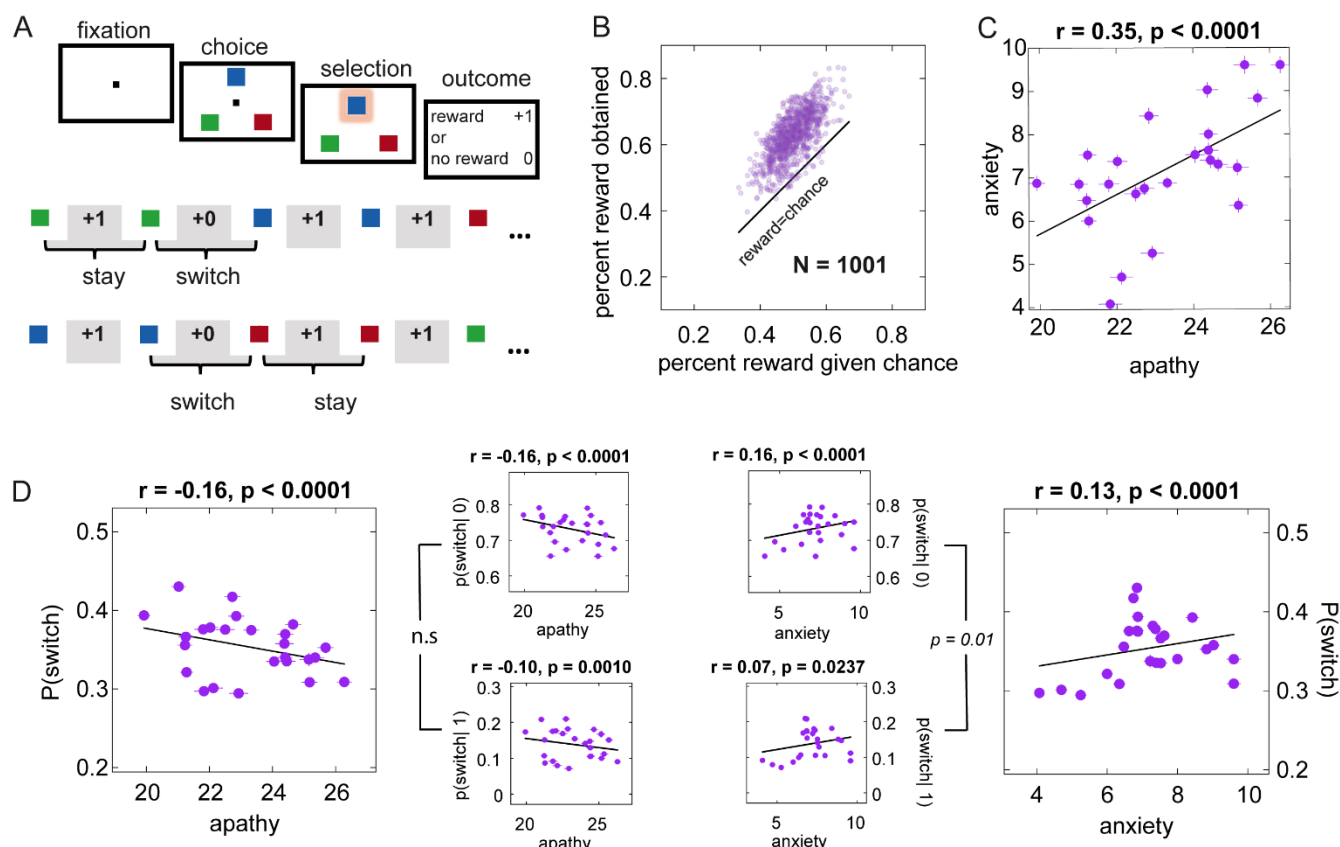 A
fixation
choice
selection
outcome
reward +1
or
no reward 0
+1 +0 +1 +1 ...
stay switch
+1 +0 +1 +1 ...
switch stay
B
percent reward obtained
0.8
0.6
0.4
0.2
reward=chance
N = 1001
0.2 0.4 0.6 0.8
percent reward given chance
C
r = 0.35, p < 0.0001
anxiety
10
9
8
7
6
5
4
20 22 24 26
apathy
D
r = -0.16, p < 0.0001
P(switch)
0.5
0.4
0.3
0.2
20 22 24 26
apathy
n.s
r = -0.16, p < 0.0001
p(switch| 0)
0.9
0.8
0.7
0.6
20 25
apathy
r = -0.10, p = 0.0010
p(switch| 1)
0.3
0.2
0.1
0
20 25
apathy
r = 0.16, p < 0.0001
p(switch| 0)
0.9
0.8
0.7
0.6
5 10
anxiety
r = 0.07, p = 0.0237
p(switch| 1)
0.3
0.2
0.1
0
5 10
anxiety
p = 0.01
r = 0.13, p < 0.0001
P(switch)
0.5
0.4
0.3
0.2
4 6 8 10
anxiety